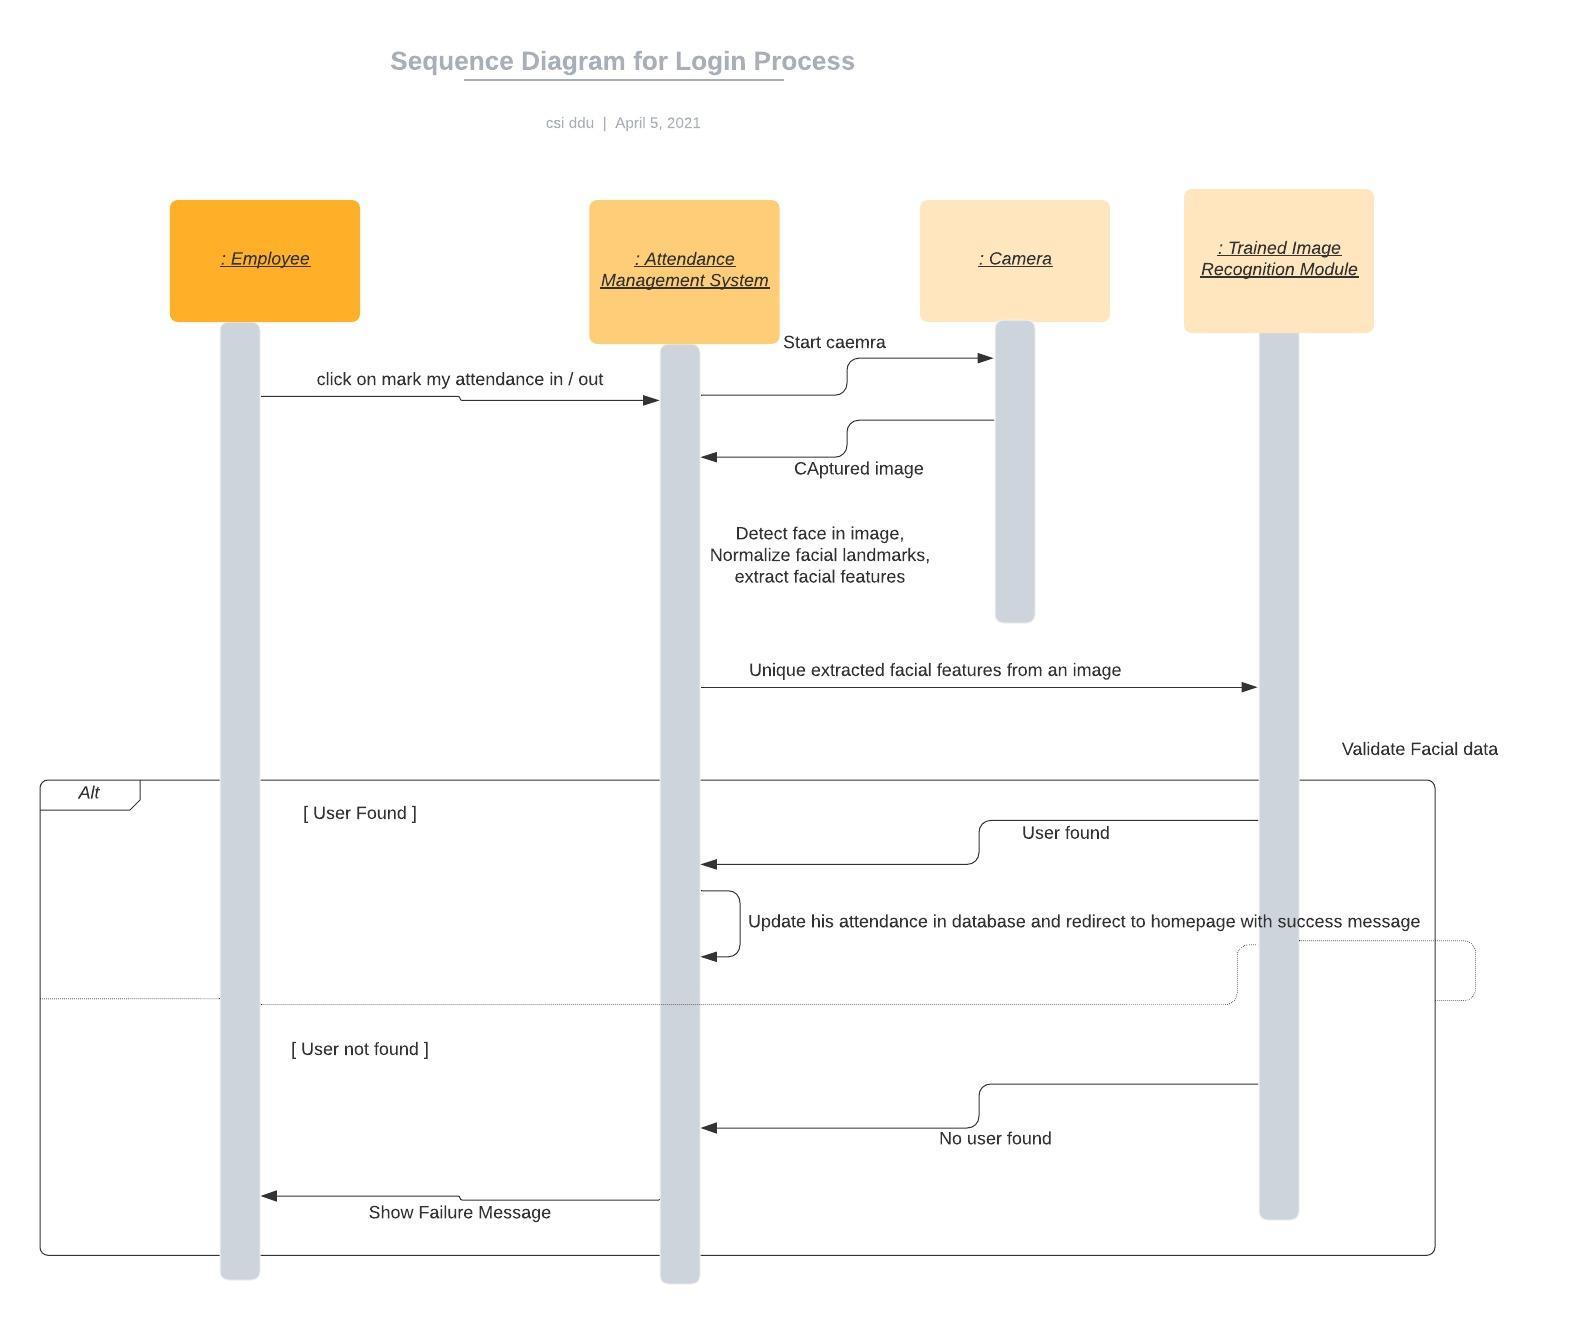 Sequence Diagram for Login Process
csi ddu | April 5, 2021
: Employee
: Attendance
Management System
: Camera
: Trained Image
Recognition Module
Start caemra
click on mark my attendance in / out
CAptured image
Detect face in image,
Normalize facial landmarks,
extract facial features
Unique extracted facial features from an image
Validate Facial data
Alt
[ User Found ]
User found
Update his attendance in database and redirect to homepage with success message
[ User not found ]
No user found
Show Failure Message